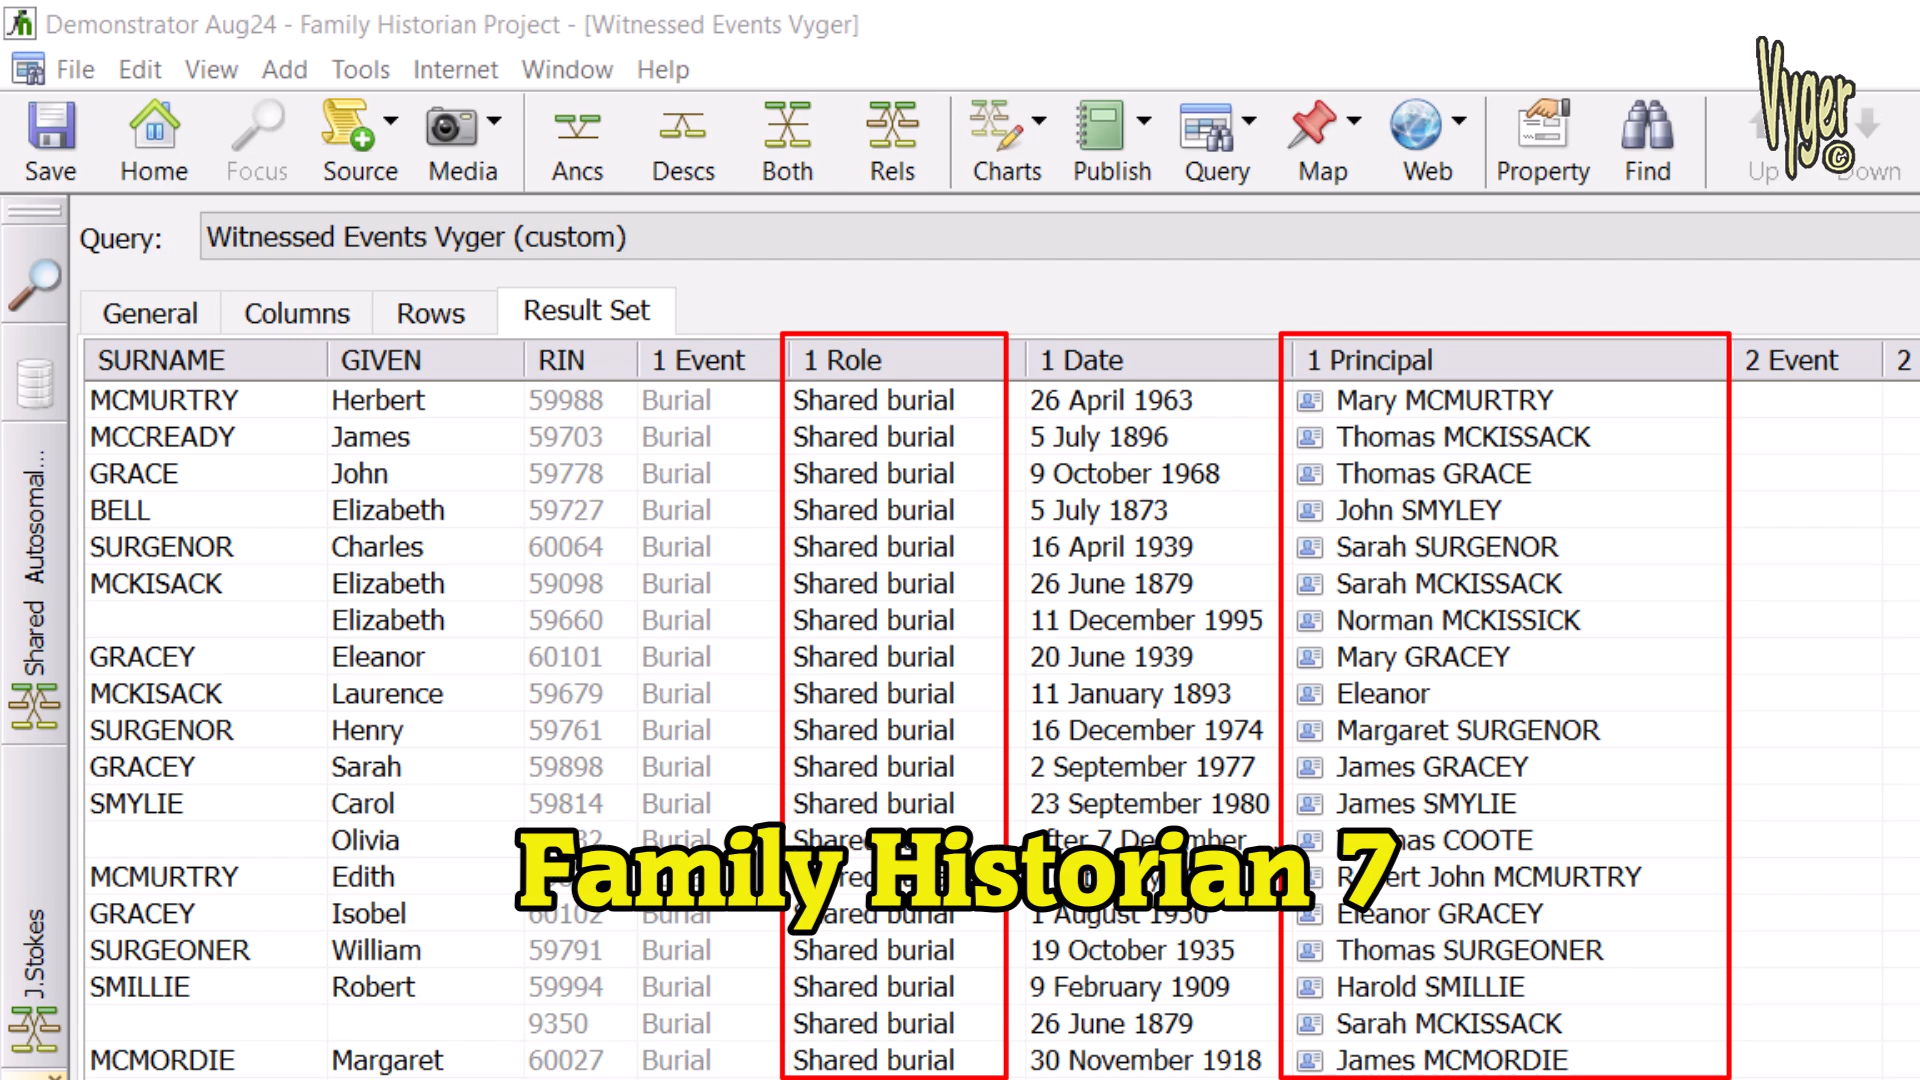 Demonstrator Aug24 - Family Historian Project - [Witnessed Events Vyger]
File Edit View Add Tools Internet Window Help
Vyger ©
Save Home Focus Source Media Ancs Descs Both Rels Charts Publish Query Map Web Property Find Up Down
Query: Witnessed Events Vyger (custom)
General Columns Rows Result Set
SURNAME GIVEN RIN 1 Event 1 Role 1 Date 1 Principal 2 Event 2
MCMURTRY Herbert 59988 Burial Shared burial 26 April 1963 Mary MCMURTRY
MCCREADY James 59703 Burial Shared burial 5 July 1896 Thomas MCKISSACK
GRACE John 59778 Burial Shared burial 9 October 1968 Thomas GRACE
BELL Elizabeth 59727 Burial Shared burial 5 July 1873 John SMYLEY
SURGENOR Charles 60064 Burial Shared burial 16 April 1939 Sarah SURGENOR
MCKISACK Elizabeth 59098 Burial Shared burial 26 June 1879 Sarah MCKISSACK
Elizabeth 59660 Burial Shared burial 11 December 1995 Norman MCKISSICK
GRACEY Eleanor 60101 Burial Shared burial 20 June 1939 Mary GRACEY
MCKISACK Laurence 59679 Burial Shared burial 11 January 1893 Eleanor
SURGENOR Henry 59761 Burial Shared burial 16 December 1974 Margaret SURGENOR
GRACEY Sarah 59898 Burial Shared burial 2 September 1977 James GRACEY
SMYLIE Carol 59814 Burial Shared burial 23 September 1980 James SMYLIE
Olivia 7 December COOTE
MCMURTRY Edith John MCMURTRY
GRACEY Isobel 60102 burial August 1930 Eleanor GRACEY
SURGEONER William 59791 Burial Shared burial 19 October 1935 Thomas SURGEONER
SMILLIE Robert 59994 Burial Shared burial 9 February 1909 Harold SMILLIE
9350 Burial Shared burial 26 June 1879 Sarah MCKISSACK
MCMORDIE Margaret 60027 Burial Shared burial 30 November 1918 James MCMORDIE
Family Historian 7
Shared Autosomal...
J.Stokes